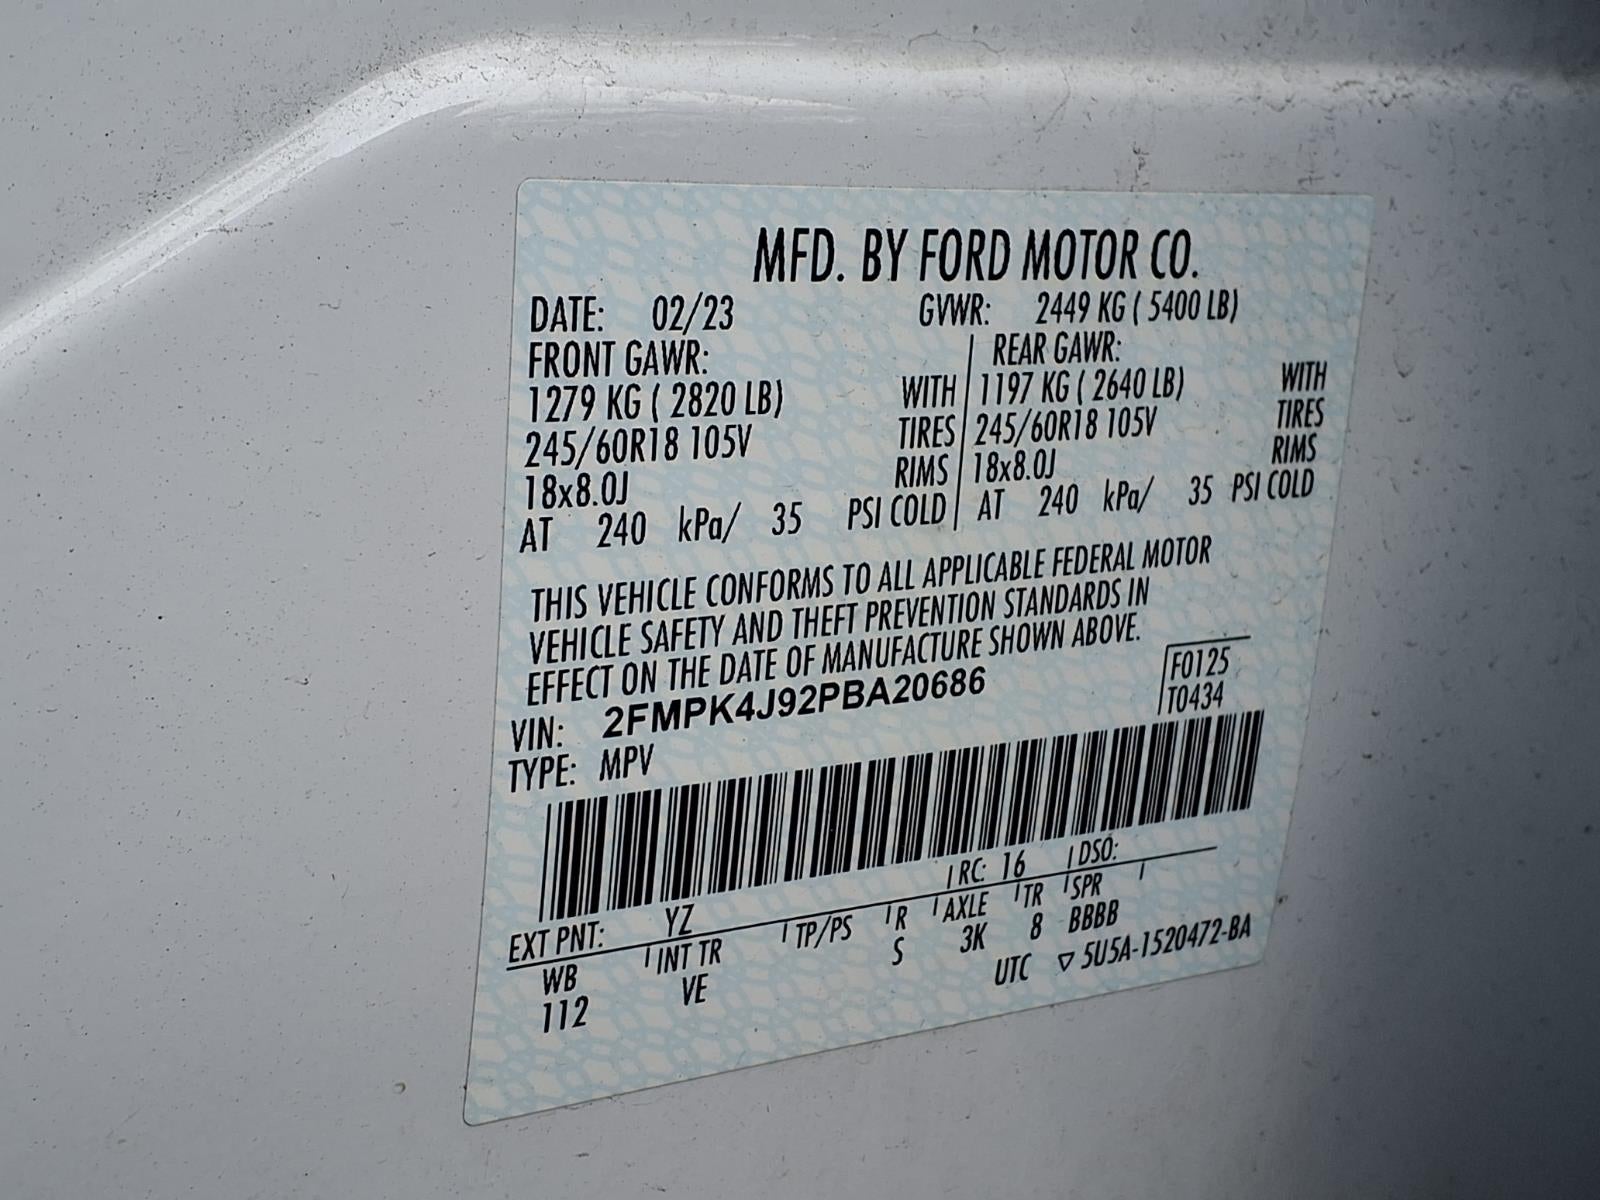 MFD. BY FORD MOTOR CO.
DATE: 02/23 GVWR: 2449 KG ( 5400 LB)
FRONT GAWR: REAR GAWR:
1279 KG ( 2820 LB) WITH 1197 KG ( 2640 LB) WITH
245/60R18 105V TIRES 245/60R18 105V TIRES
18x8.0J RIMS 18x8.0J RIMS
AT 240 kPa/ 35 PSI COLD AT 240 kPa/ 35 PSI COLD
THIS VEHICLE CONFORMS TO ALL APPLICABLE FEDERAL MOTOR
VEHICLE SAFETY AND THEFT PREVENTION STANDARDS IN
EFFECT ON THE DATE OF MANUFACTURE SHOWN ABOVE.
VIN: 2FMPK4J92PBA20686 F0125
TYPE: MPV T0434
EXT PNT: YZ RC: 16 DSO:
WB INT TR TP/PS R AXLE TR SPR
112 VE S 3K 8 BBBB
UTC ▽ 5U5A-1520472-BA